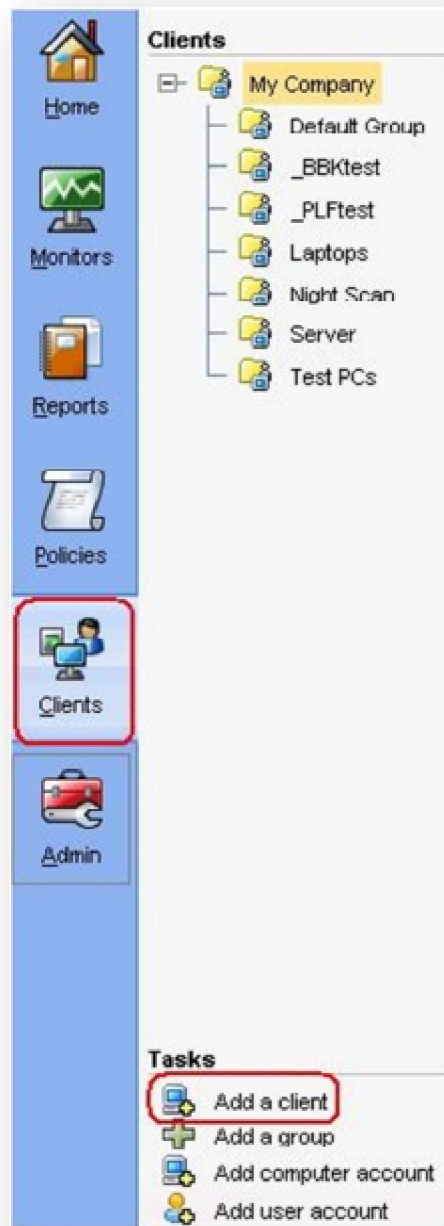 Home
Monitors
Reports
Policies
Clients
Admin
Clients
My Company
Default Group
_BBKtest
_PLFtest
Laptops
Night Scan
Server
Test PCs
Tasks
Add a client
Add a group
Add computer account
Add user account